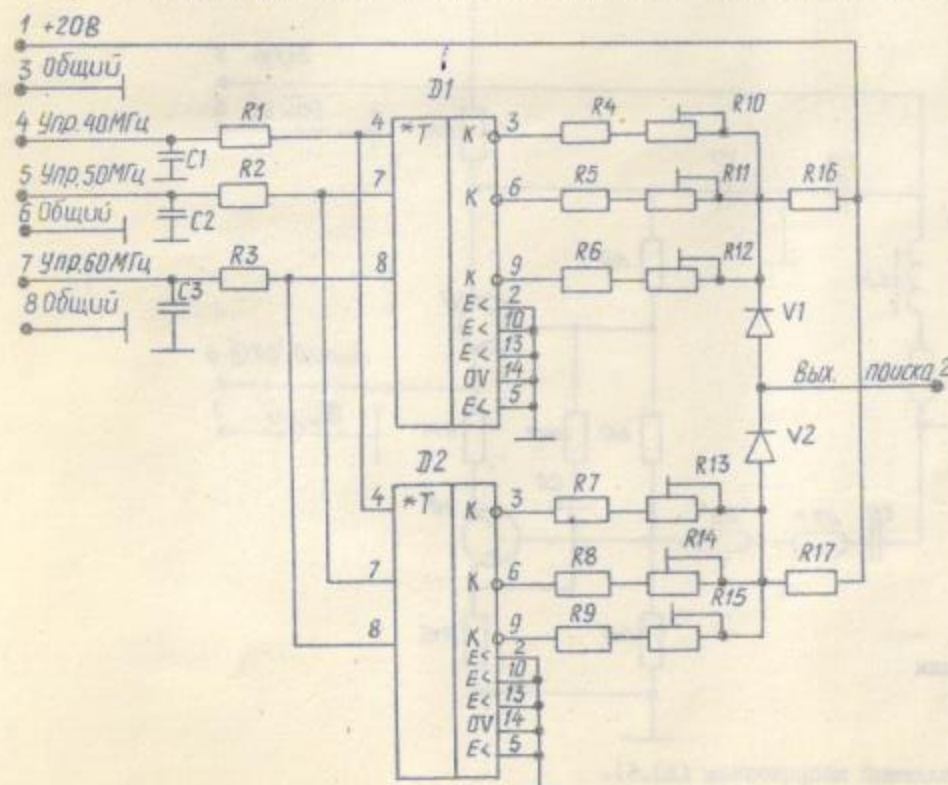 1 +20В
3 Общий
4 Упр. 40МГц
5 Упр. 50МГц
6 Общий
7 Упр. 60МГц
8 Общий
C1
C2
C3
R1
R2
R3
D1
4
7
8
*T
K 3
K 6
K 9
E< 2
E< 10
E< 13
OV 14
E< 5
R4
R10
R5
R11
R6
R12
R16
V1
Вых. поиска 2
V2
D2
4
7
8
*T
K 3
K 6
K 9
E< 2
E< 10
E< 13
OV 14
E< 5
R7
R13
R8
R14
R9
R15
R17